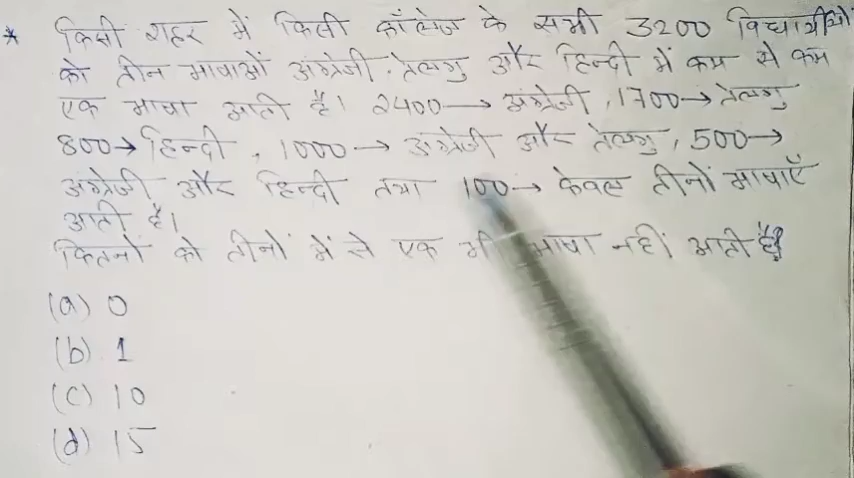 * किसी शहर में किसी कॉलेज के सभी 3200 विद्यार्थीयों
को तीन भाषाओं अंग्रेजी, तेलगु और हिन्दी में कम से कम
एक भाषा आती है। 2400→ अंग्रेजी, 1700→ तेलगु
800→ हिन्दी, 1000→ अंग्रेजी और तेलगु, 500→
अंग्रेजी और हिन्दी तथा 100→ केवल तीनों भाषाएँ
आती है।
कितनों को तीनों में से एक भी भाषा नहीं आती है?
(a) 0
(b) 1
(c) 10
(d) 15